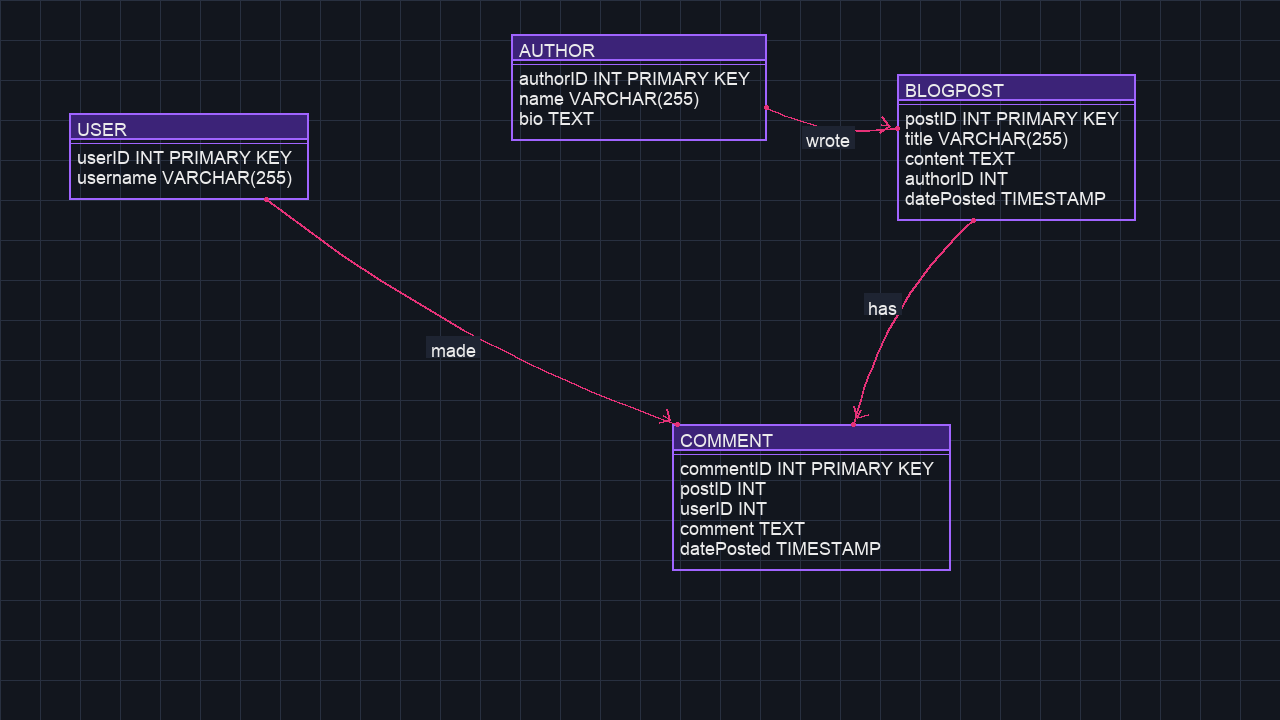 AUTHOR
authorID INT PRIMARY KEY
name VARCHAR(255)
bio TEXT
wrote
BLOGPOST
postID INT PRIMARY KEY
title VARCHAR(255)
content TEXT
authorID INT
datePosted TIMESTAMP
USER
userID INT PRIMARY KEY
username VARCHAR(255)
has
made
COMMENT
commentID INT PRIMARY KEY
postID INT
userID INT
comment TEXT
datePosted TIMESTAMP